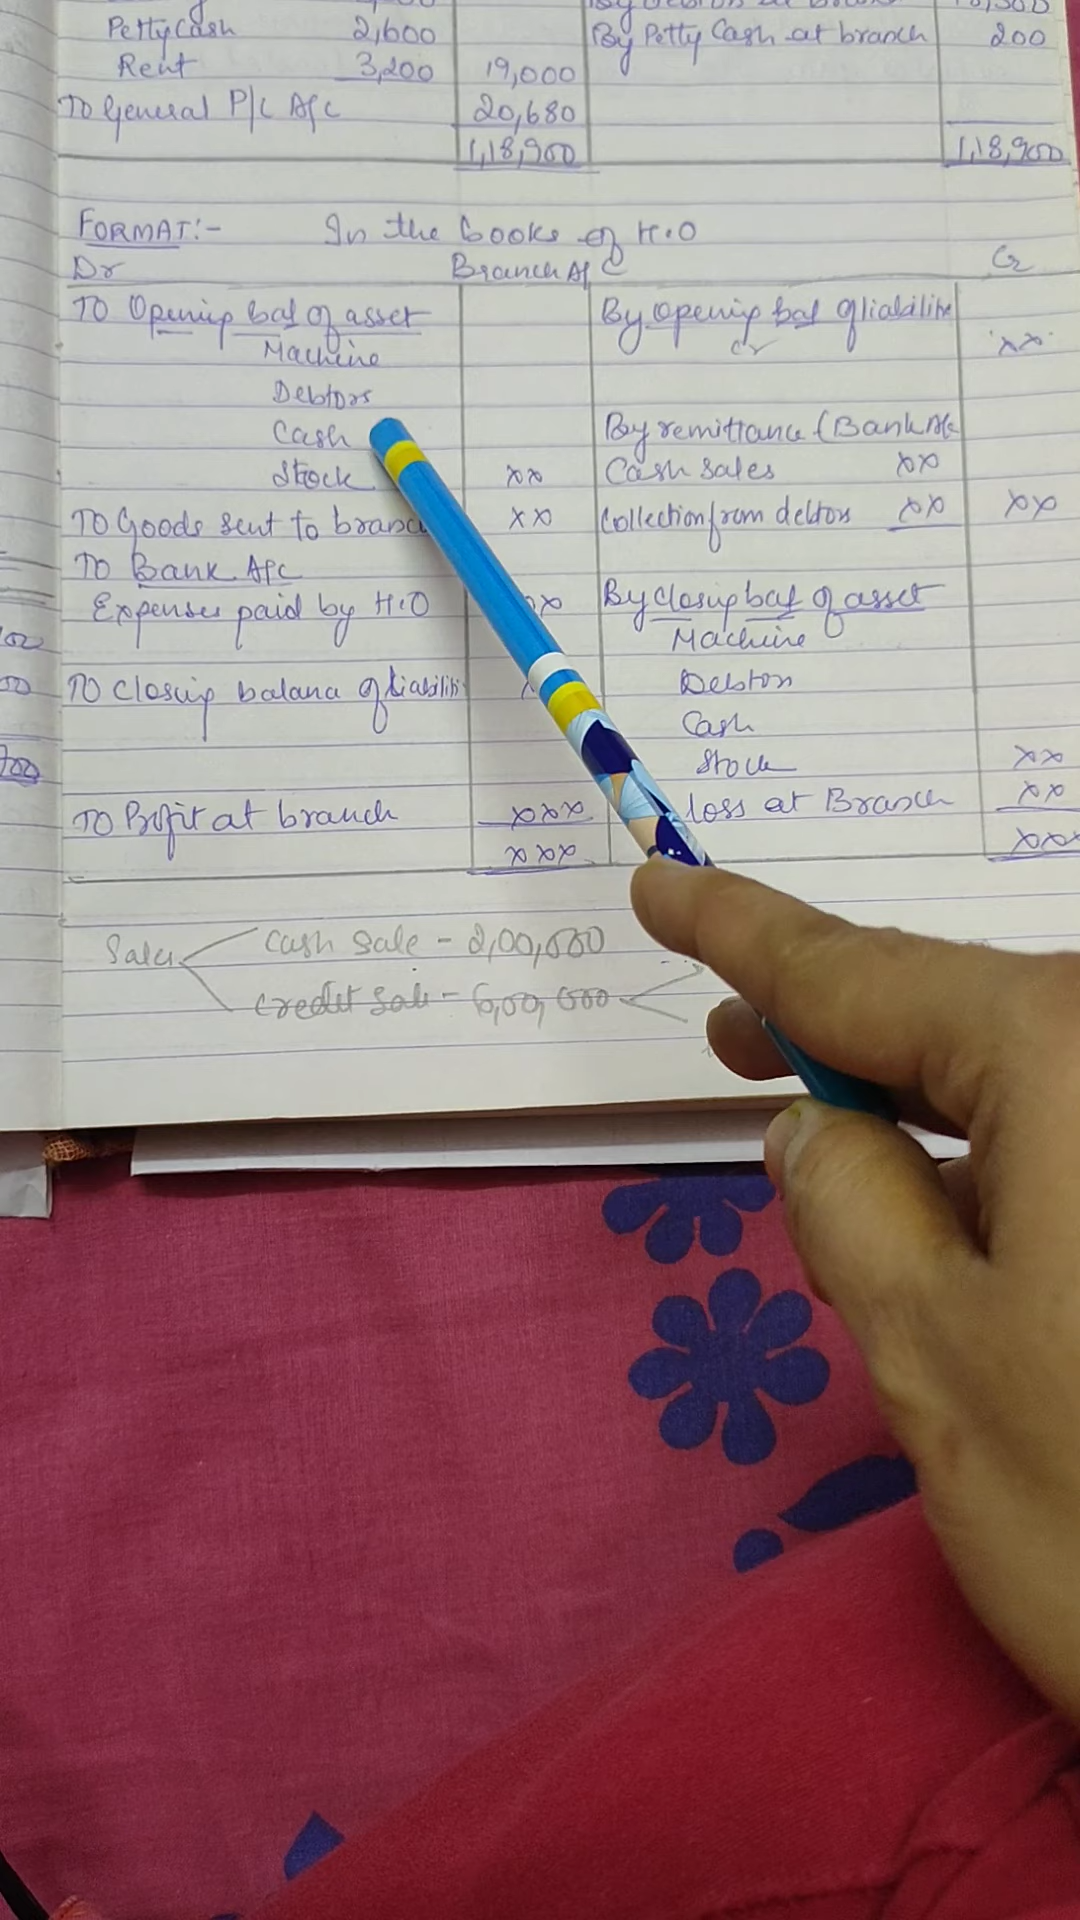 Petty Cash 2,600 By Petty Cash at branch 200
Rent 3,200 19,000
To General P/L A/c 20,680
1,18,900 1,18,900
FORMAT:- In the books of H.O
Dr Branch A/c Cr
To Opening bal of asset By Opening bal of liabilitie
Machine Cr xx
Debtors
Cash By remittance (Bank A/c
Stock xx Cash sales xx
To Goods sent to branch xx Collection from debtors xx xx
To Bank A/c
Expenses paid by H.O xx By closing bal of asset
Machine
To closing balance of liabiliti Debtors
Cash
Stock xx
To Profit at branch xxx loss at Branch xx
xxx xxx
Sales cash sale - 2,00,000
credit sale - 6,00,000